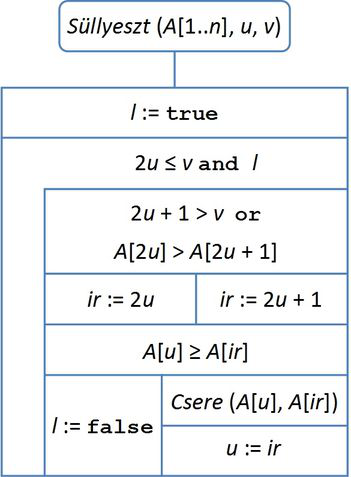 Süllyeszt (A[1..n], u, v)
l := true
2u ≤ v and l
2u + 1 > v or
A[2u] > A[2u + 1]
ir := 2u
ir := 2u + 1
A[u] ≥ A[ir]
l := false
Csere (A[u], A[ir])
u := ir